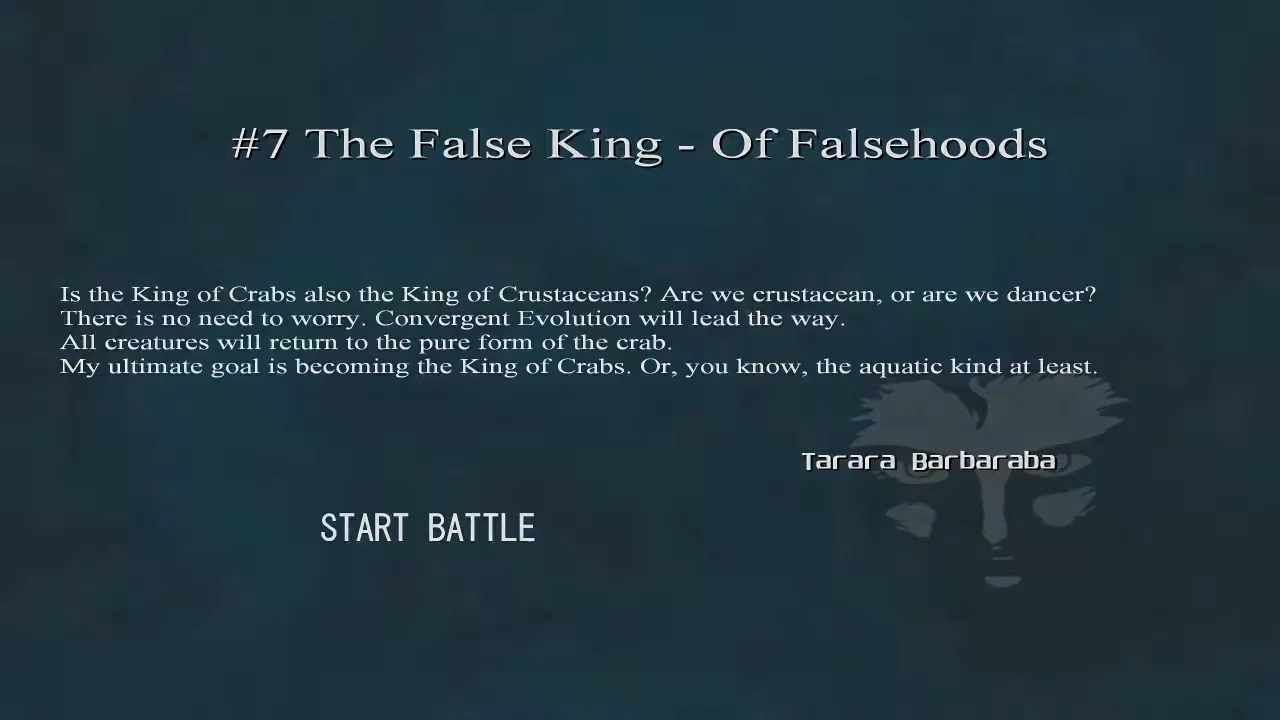 #7 The False King - Of Falsehoods
Is the King of Crabs also the King of Crustaceans? Are we crustacean, or are we dancer?
There is no need to worry. Convergent Evolution will lead the way.
All creatures will return to the pure form of the crab.
My ultimate goal is becoming the King of Crabs. Or, you know, the aquatic kind at least.
Tarara Barbaraba
START BATTLE